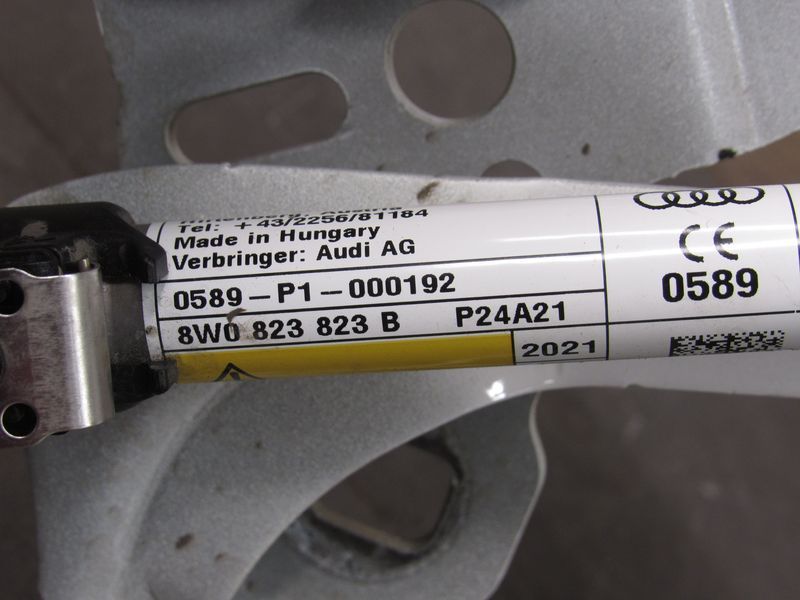 Tel: +43/2256/81184
Made in Hungary
Verbringer: Audi AG
0589-P1-000192
8W0 823 823 B P24A21
2021
CE
0589